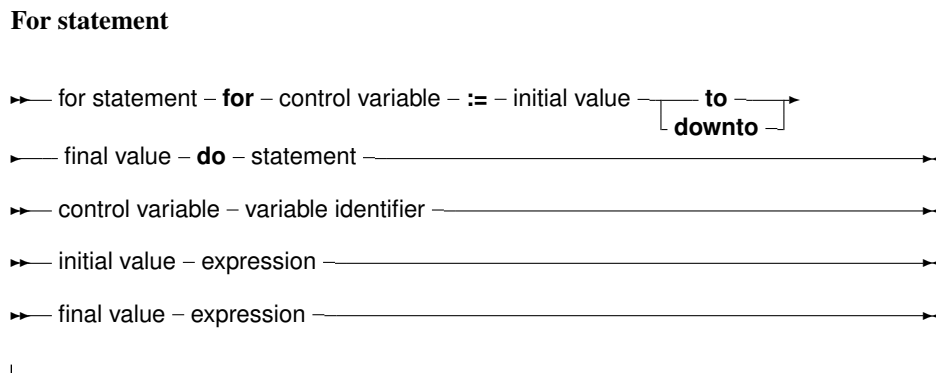 For statement
for statement – for – control variable – := – initial value – to –
downto –
final value – do – statement –
control variable – variable identifier –
initial value – expression –
final value – expression –